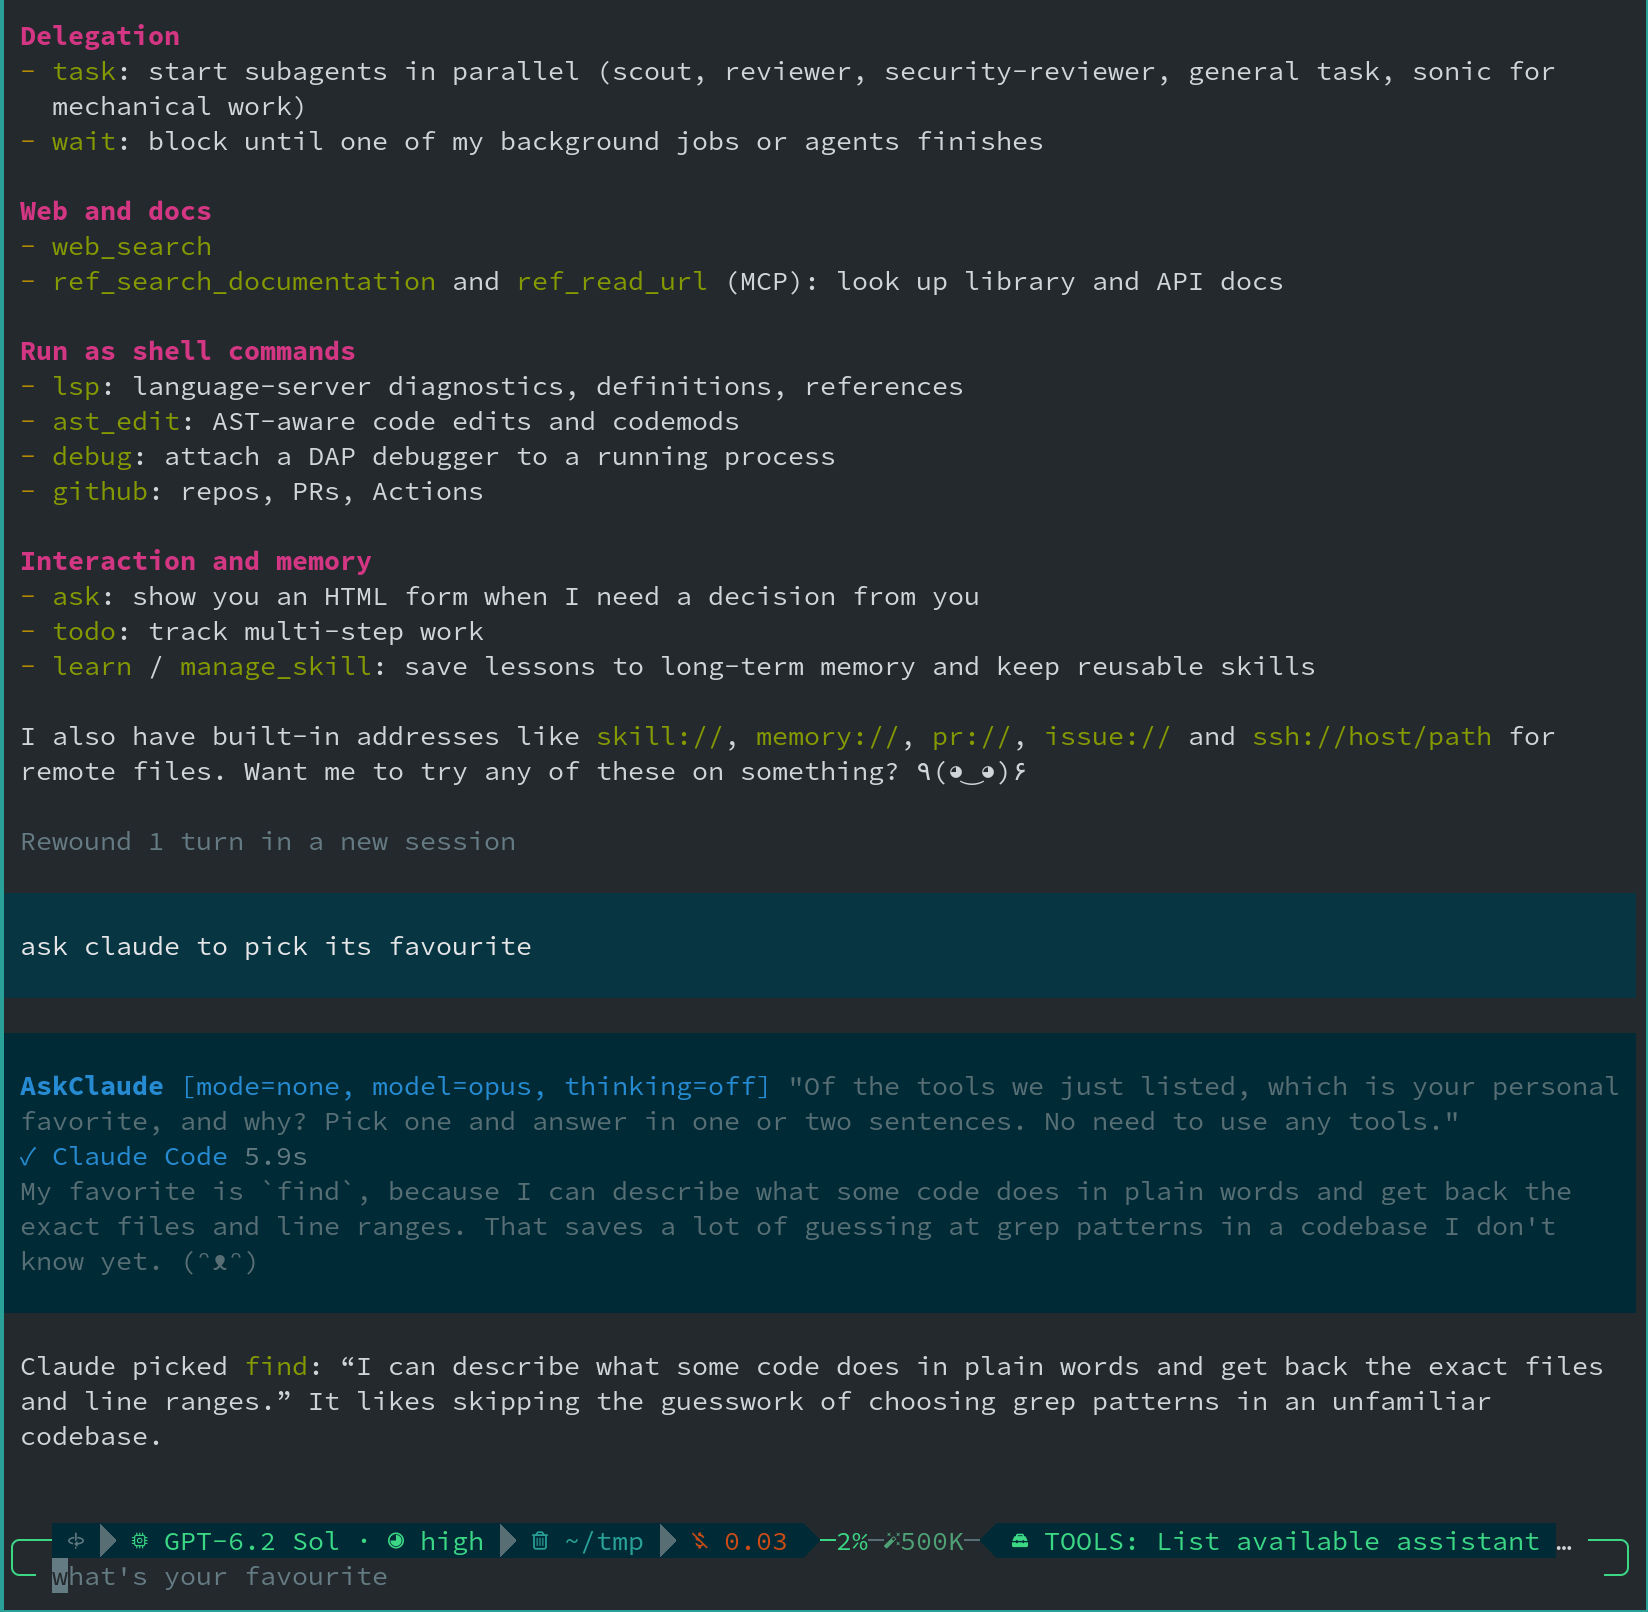 Delegation
- task: start subagents in parallel (scout, reviewer, security-reviewer, general task, sonic for
mechanical work)
- wait: block until one of my background jobs or agents finishes
Web and docs
- web_search
- ref_search_documentation and ref_read_url (MCP): look up library and API docs
Run as shell commands
- lsp: language-server diagnostics, definitions, references
- ast_edit: AST-aware code edits and codemods
- debug: attach a DAP debugger to a running process
- github: repos, PRs, Actions
Interaction and memory
- ask: show you an HTML form when I need a decision from you
- todo: track multi-step work
- learn / manage_skill: save lessons to long-term memory and keep reusable skills
I also have built-in addresses like skill://, memory://, pr://, issue:// and ssh://host/path for
remote files. Want me to try any of these on something? ٩(◕‿◕)۶
Rewound 1 turn in a new session
ask claude to pick its favourite
AskClaude [mode=none, model=opus, thinking=off] "Of the tools we just listed, which is your personal
favorite, and why? Pick one and answer in one or two sentences. No need to use any tools."
✓ Claude Code 5.9s
My favorite is `find`, because I can describe what some code does in plain words and get back the
exact files and line ranges. That saves a lot of guessing at grep patterns in a codebase I don't
know yet. (ᵔᴥᵔ)
Claude picked find: “I can describe what some code does in plain words and get back the exact files
and line ranges.” It likes skipping the guesswork of choosing grep patterns in an unfamiliar
codebase.
GPT-6.2 Sol · high ~/tmp 0.03 2% 500K TOOLS: List available assistant …
what's your favourite